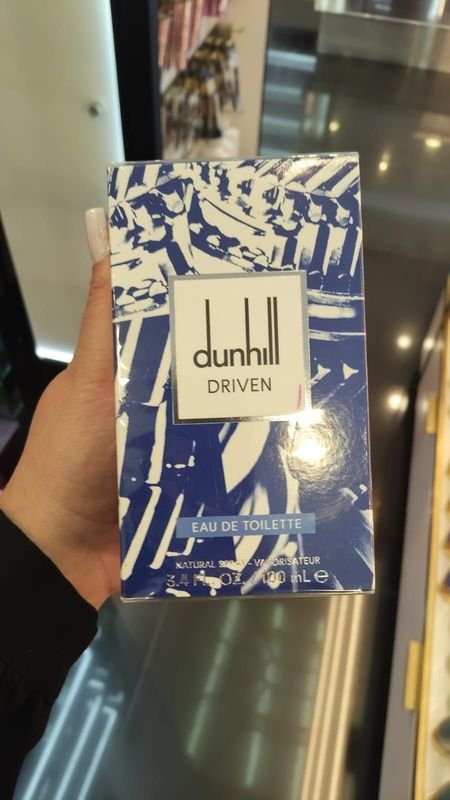 dunhill
DRIVEN
EAU DE TOILETTE
NATURAL SPRAY - VAPORISATEUR
3.4 FL. OZ. / 100 mL ℮